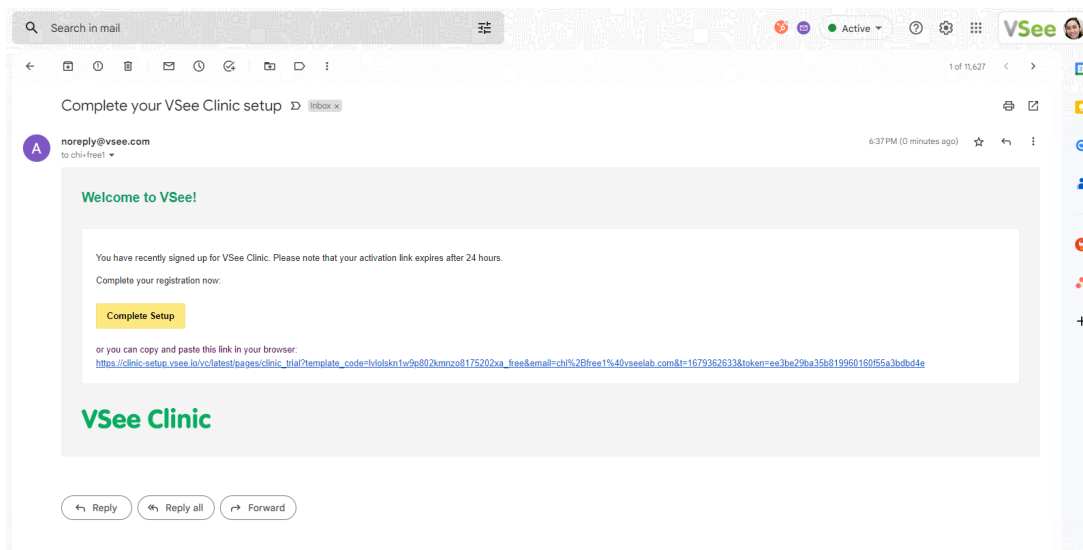 Search in mail
Active
VSee
1 of 11,627
Complete your VSee Clinic setup
Inbox x
A
noreply@vsee.com
6:37 PM (0 minutes ago)
to chi+free1
Welcome to VSee!
You have recently signed up for VSee Clinic. Please note that your activation link expires after 24 hours.
Complete your registration now:
Complete Setup
or you can copy and paste this link in your browser:
https://clinic-setup.vsee.io/vc/latest/pages/clinic_trial?template_code=lvlolskn1w9p802kmnzo8175202xa_free&email=chi%2Bfree1%40vseelab.com&t=1679362633&token=ee3be29ba35b819960160f55a3bdbd4e
VSee Clinic
Reply
Reply all
Forward